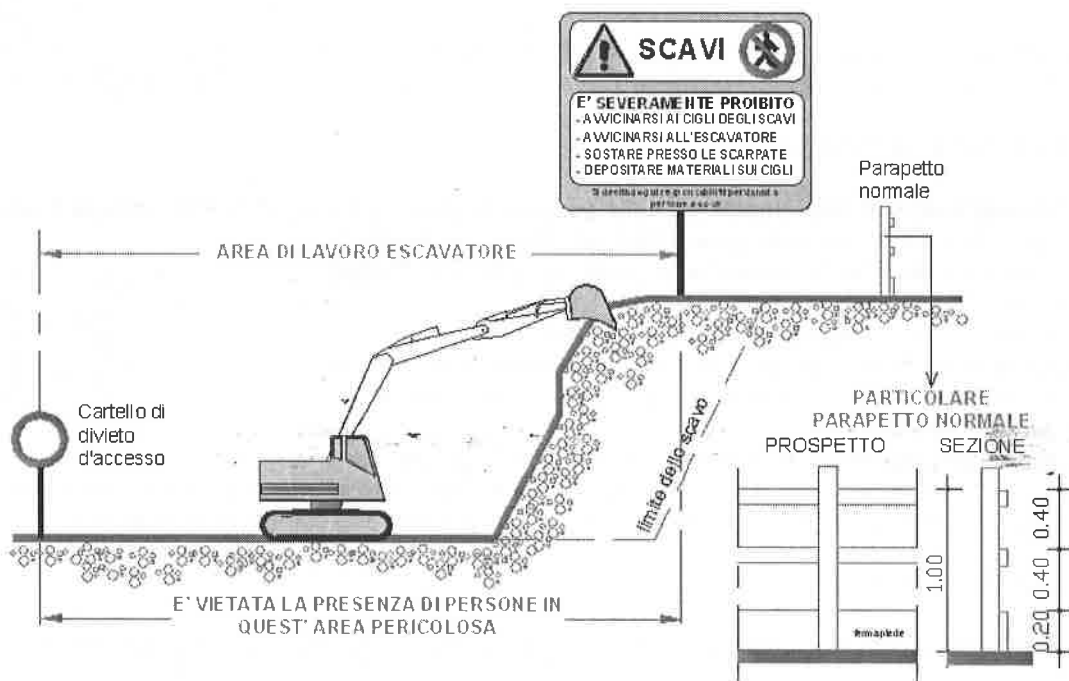 SCAVI
E' SEVERAMENTE PROIBITO
- AVVICINARSI AI CIGLI DEGLI SCAVI
- AVVICINARSI ALL'ESCAVATORE
- SOSTARE PRESSO LE SCARPATE
- DEPOSITARE MATERIALI SUI CIGLI
Parapetto
normale
AREA DI LAVORO ESCAVATORE
Cartello di
divieto
d'accesso
limite dello scavo
PARTICOLARE
PARAPETTO NORMALE
PROSPETTO
SEZIONE
1.00
0.40
0.40
0.20
fermapiede
E' VIETATA LA PRESENZA DI PERSONE IN
QUEST' AREA PERICOLOSA